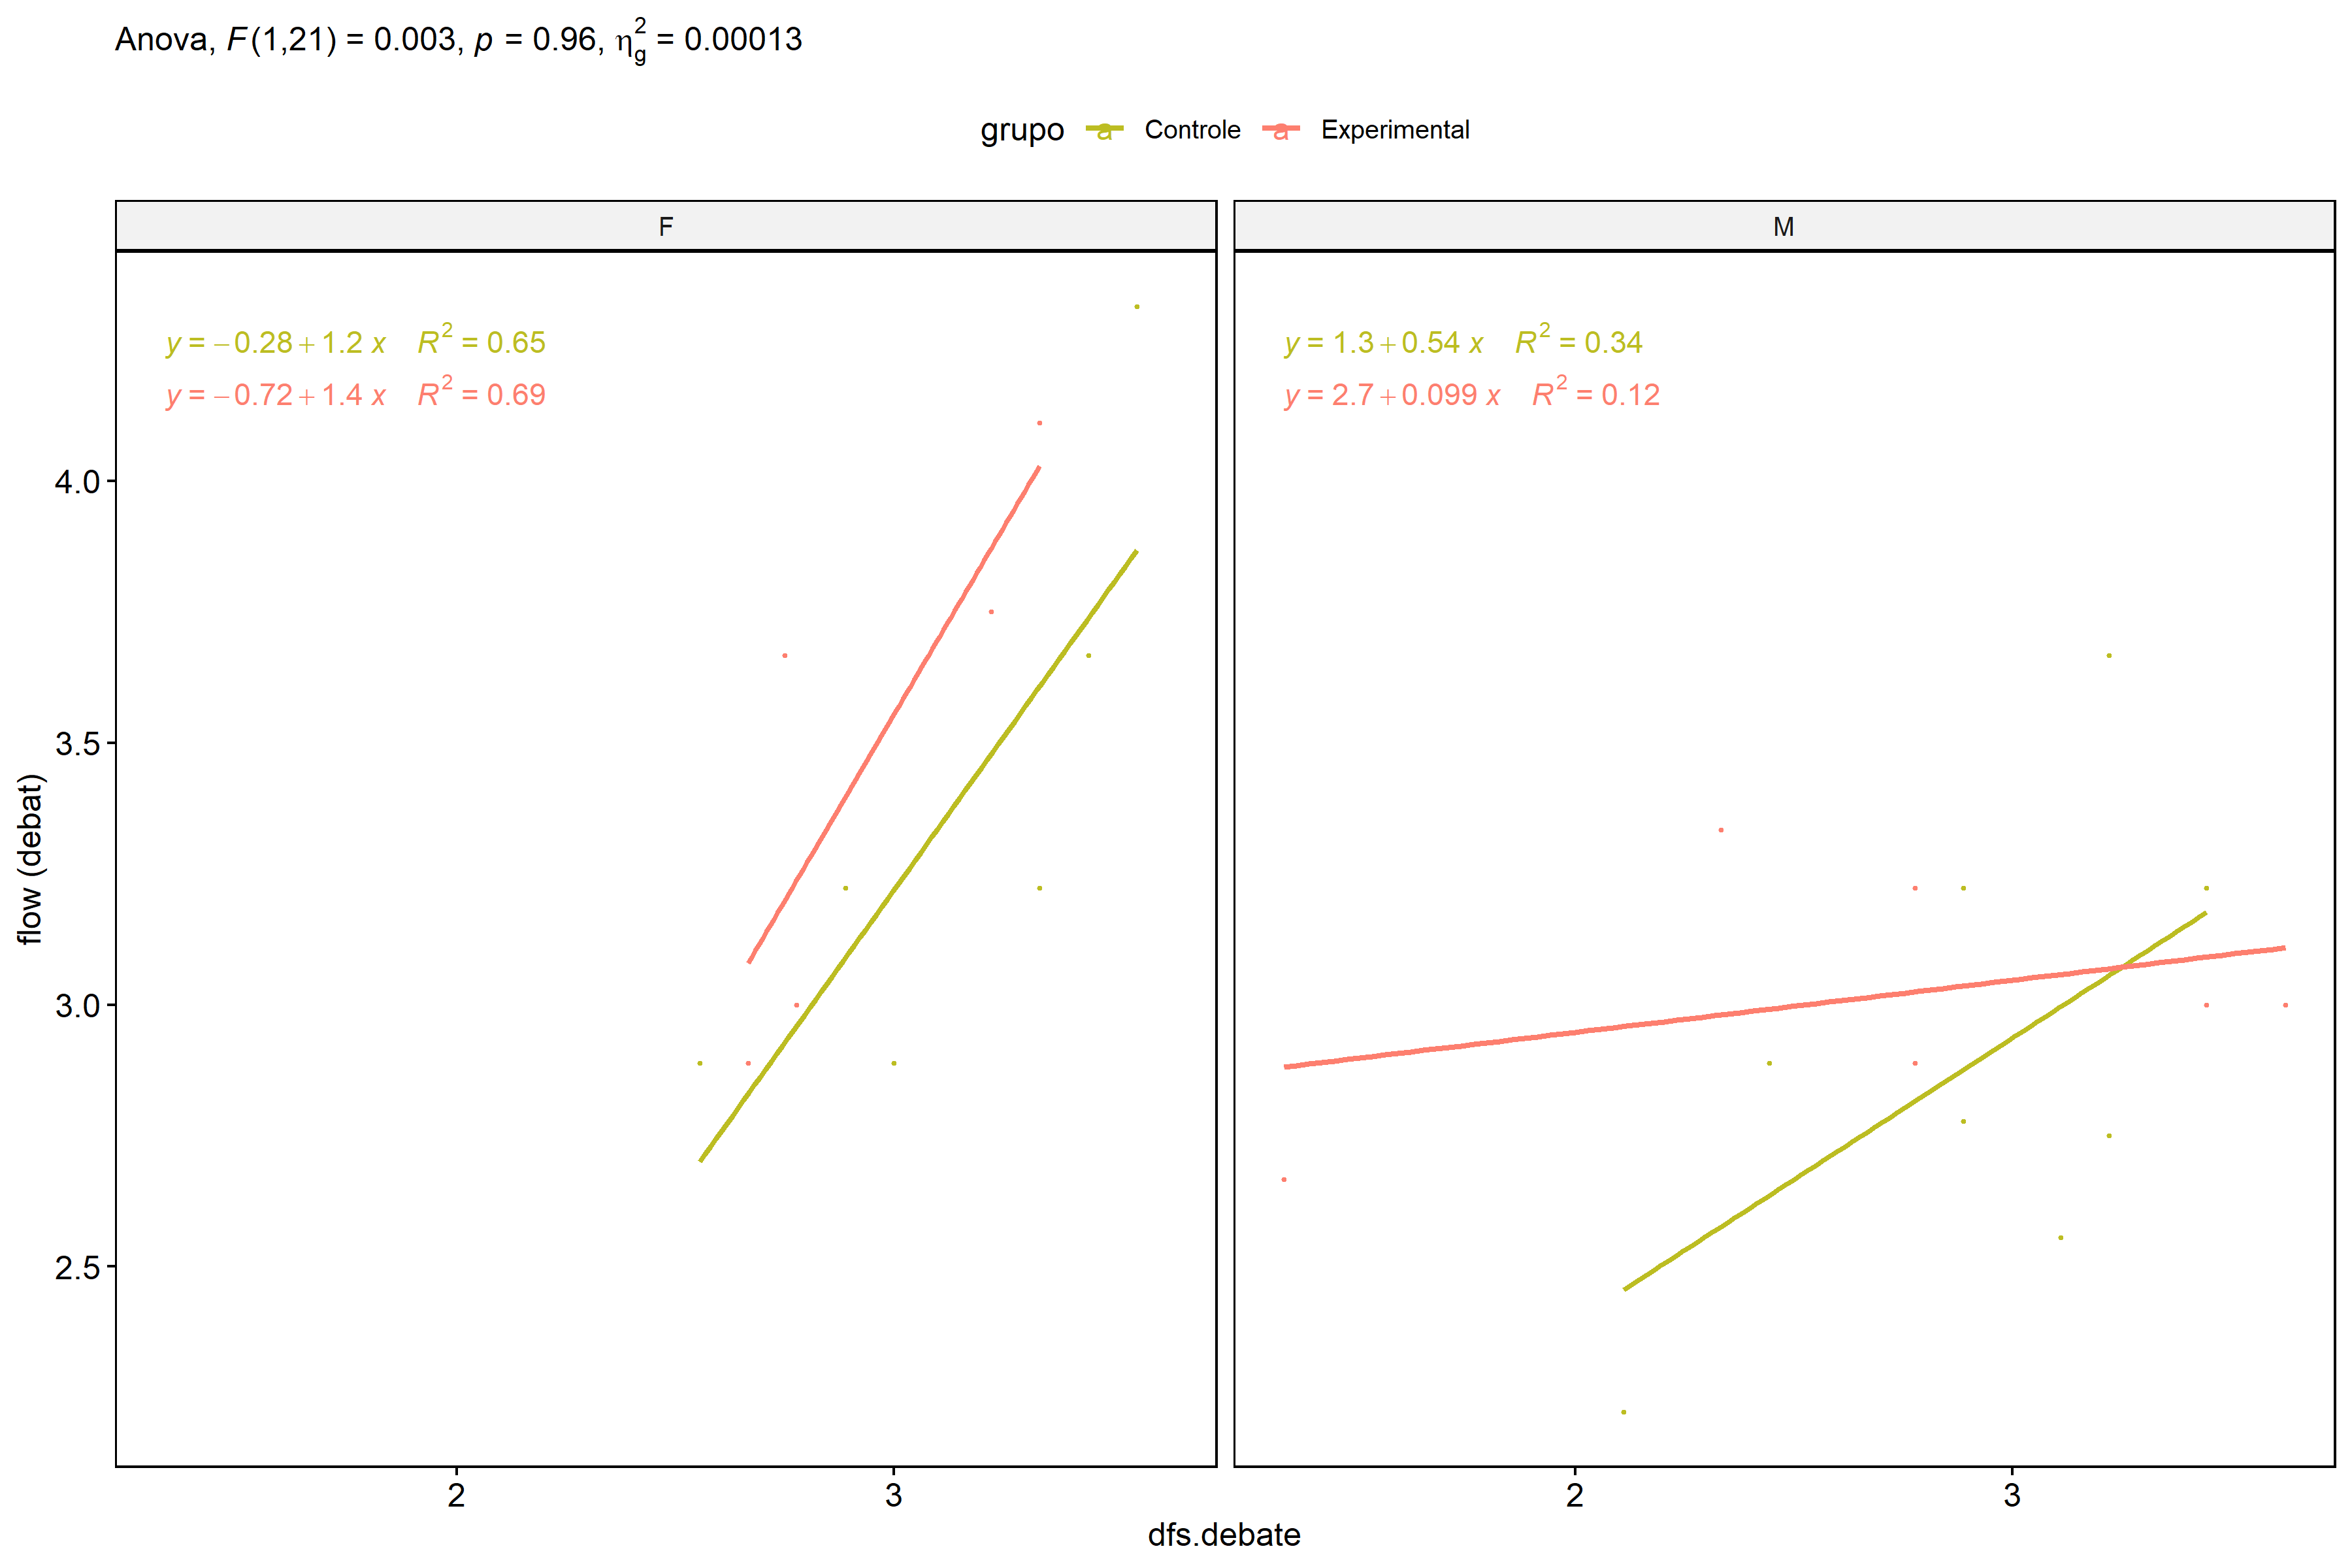 Anova, F(1,21) = 0.003, p = 0.96, η²g = 0.00013
grupo a Controle a Experimental
F
y = −0.28 + 1.2 x R² = 0.65
y = −0.72 + 1.4 x R² = 0.69
M
y = 1.3 + 0.54 x R² = 0.34
y = 2.7 + 0.099 x R² = 0.12
flow (debat)
4.0
3.5
3.0
2.5
2 3
2 3
dfs.debate